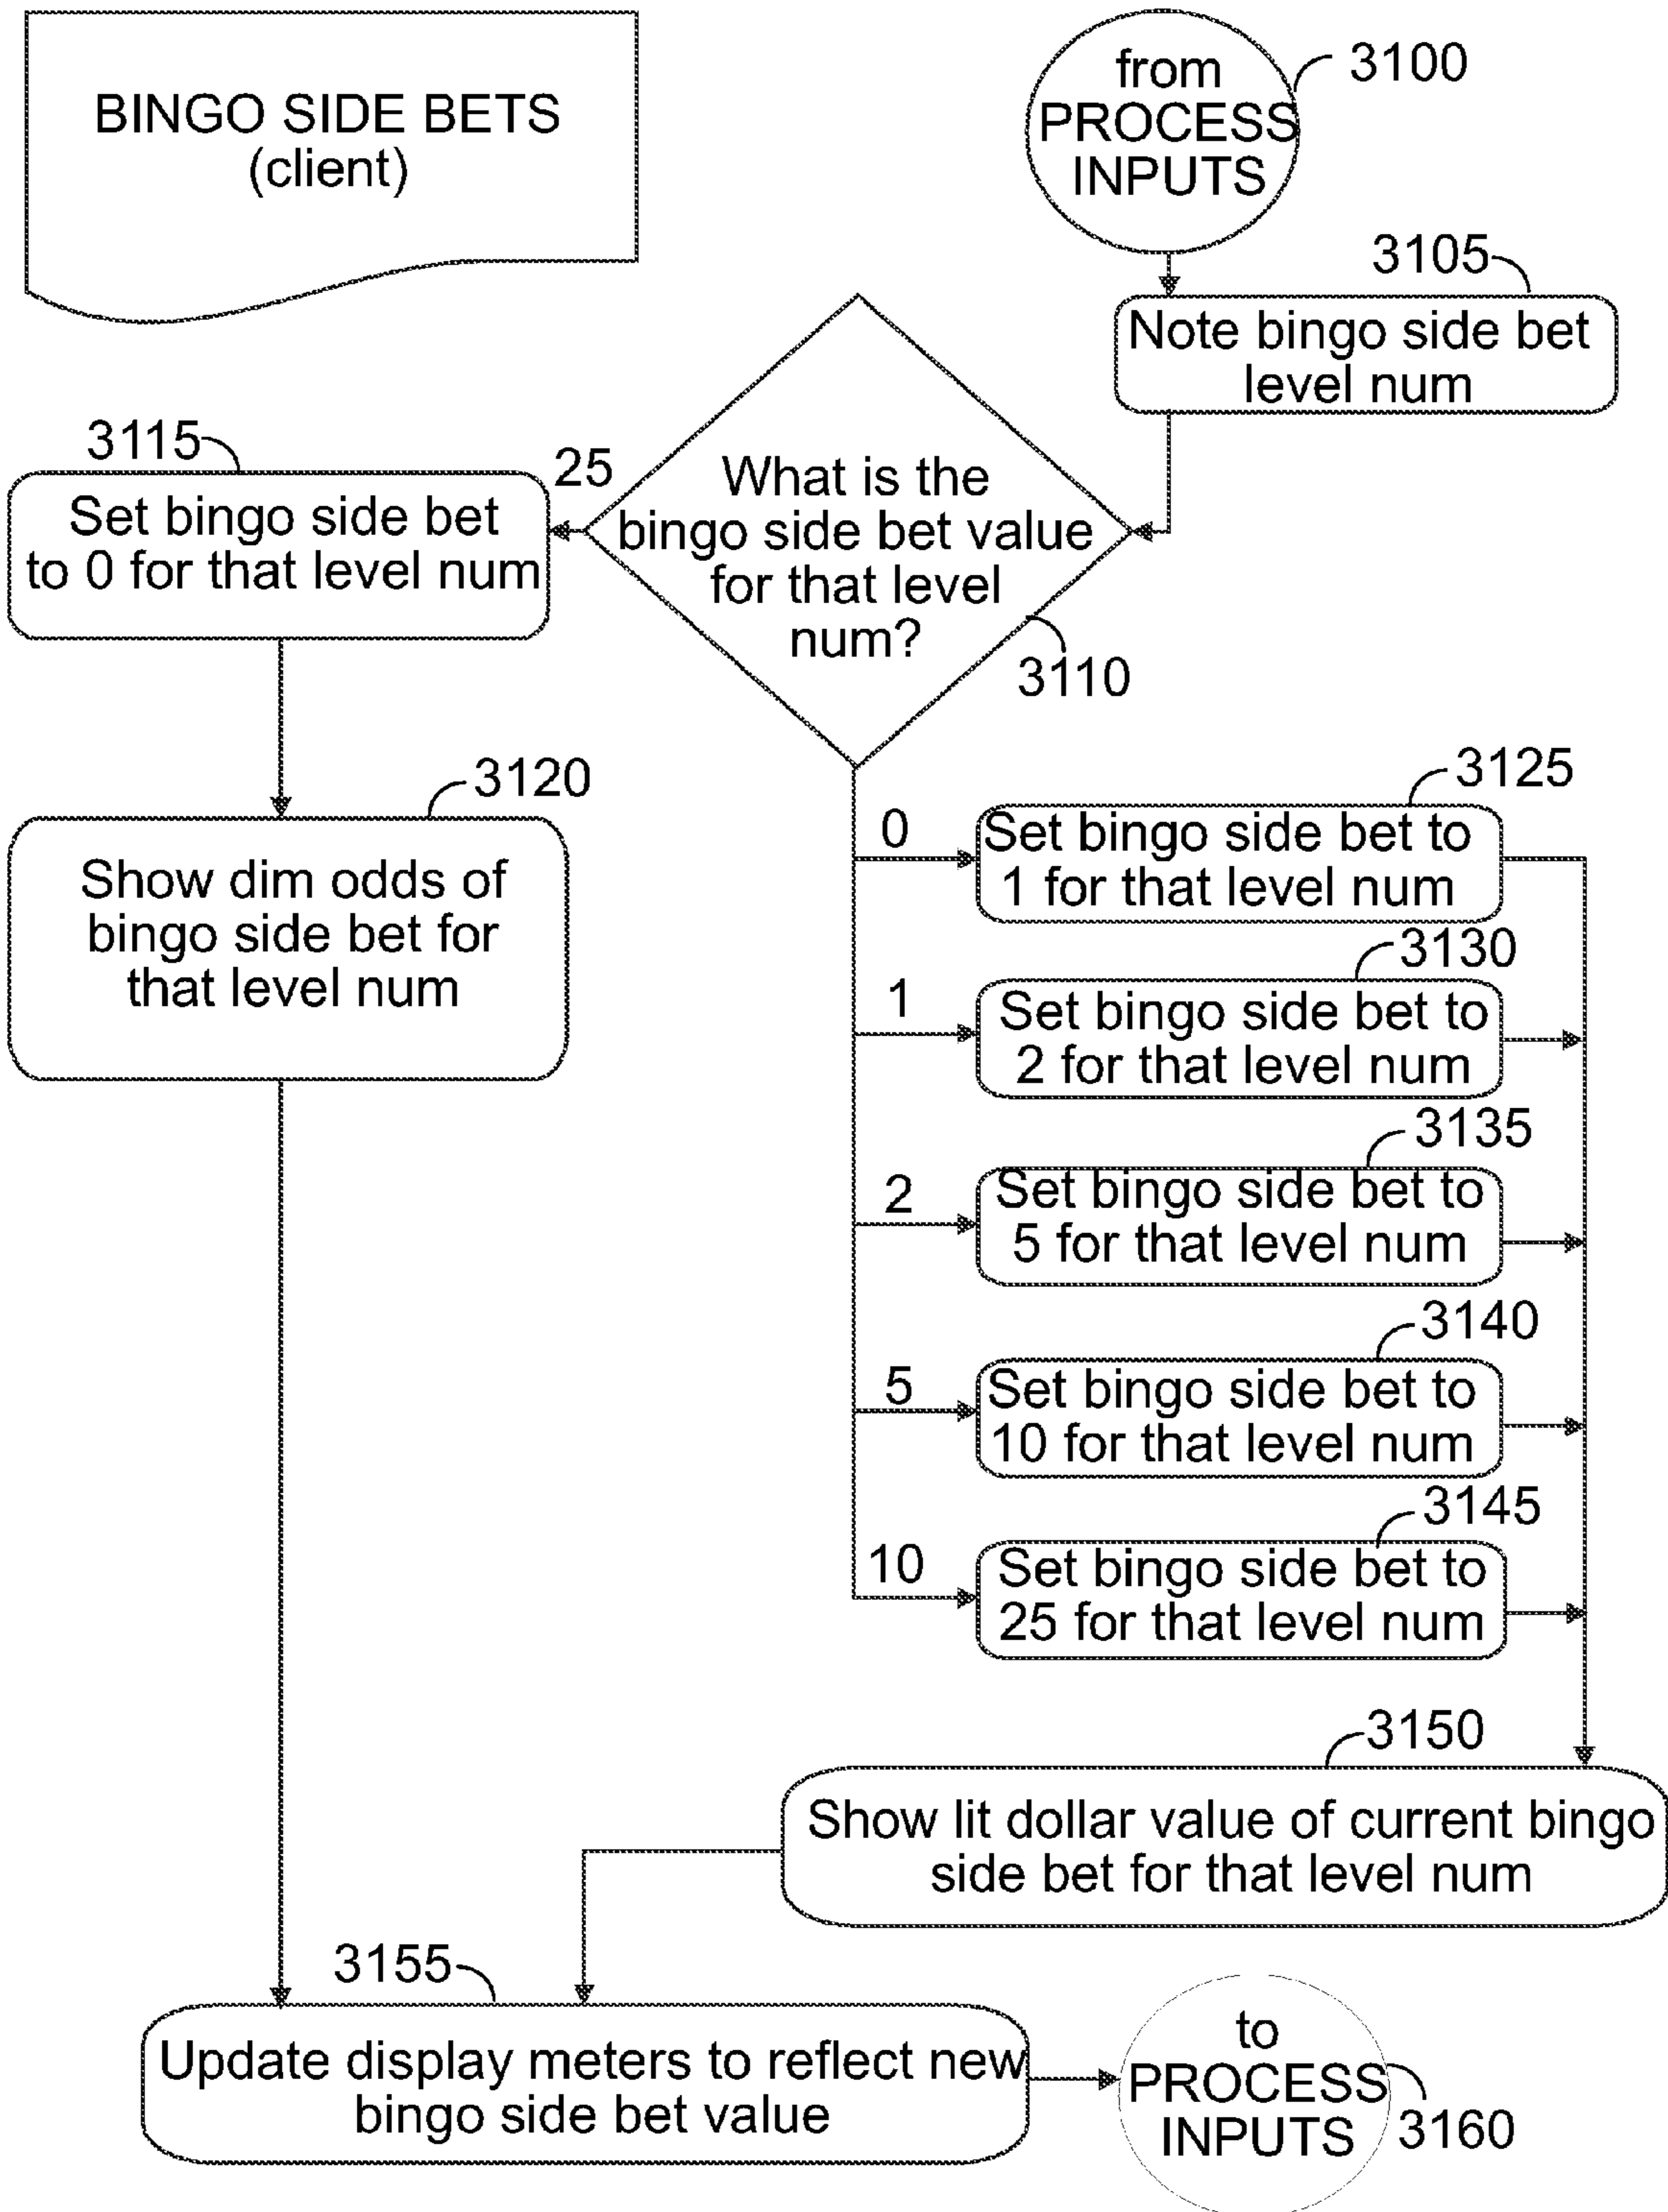 BINGO SIDE BETS
(client)
from
PROCESS
INPUTS
3100
3105
Note bingo side bet
level num
What is the
bingo side bet value
for that level
num?
3110
25
3115
Set bingo side bet
to 0 for that level num
3120
Show dim odds of
bingo side bet for
that level num
0
3125
Set bingo side bet to
1 for that level num
1
3130
Set bingo side bet to
2 for that level num
2
3135
Set bingo side bet to
5 for that level num
5
3140
Set bingo side bet to
10 for that level num
10
3145
Set bingo side bet to
25 for that level num
3150
Show lit dollar value of current bingo
side bet for that level num
3155
Update display meters to reflect new
bingo side bet value
to
PROCESS
INPUTS
3160